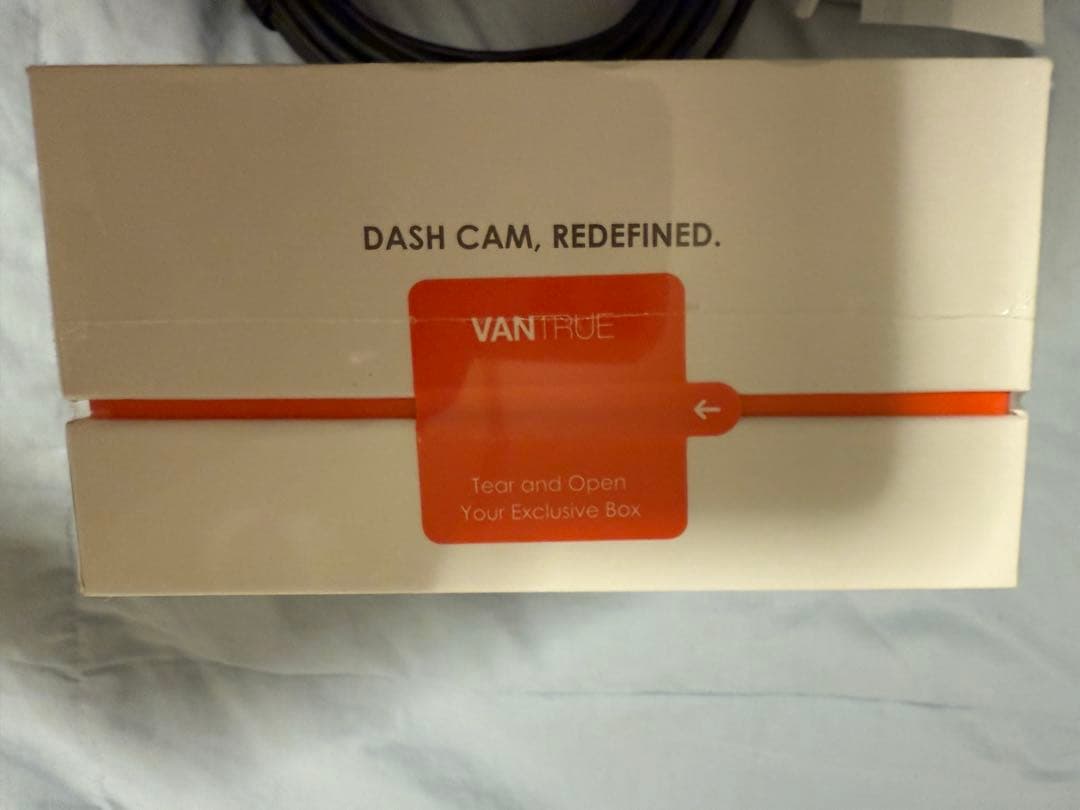 DASH CAM, REDEFINED.
VANTRUE
Tear and Open
Your Exclusive Box